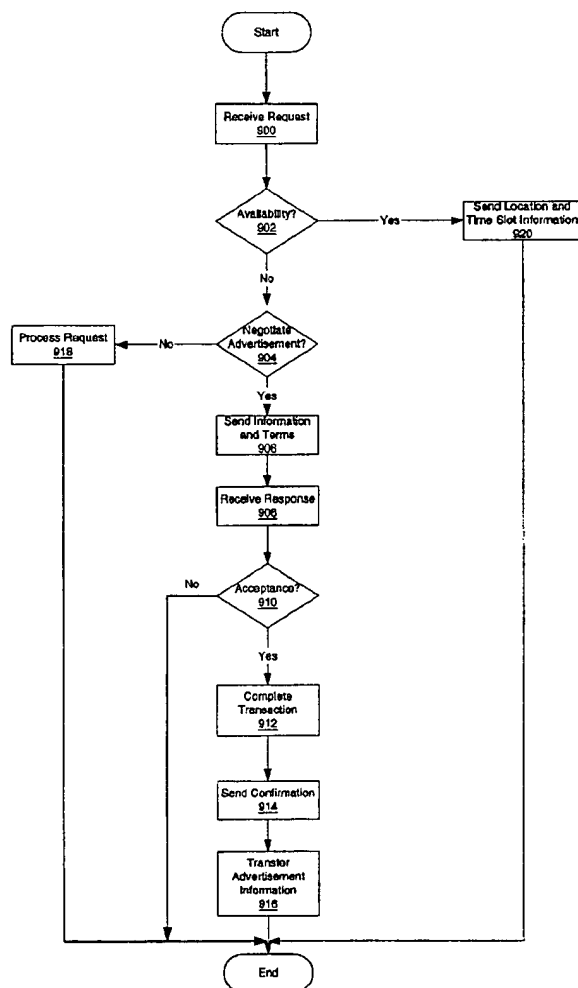 Start
Receive Request
900
Availability?
902
Yes
Send Location and
Time Slot Information
920
No
Negotiate
Advertisement?
904
No
Process Request
918
Yes
Send Information
and Terms
906
Receive Response
908
Acceptance?
910
No
Yes
Complete
Transaction
912
Send Confirmation
914
Transfer
Advertisement
Information
916
End